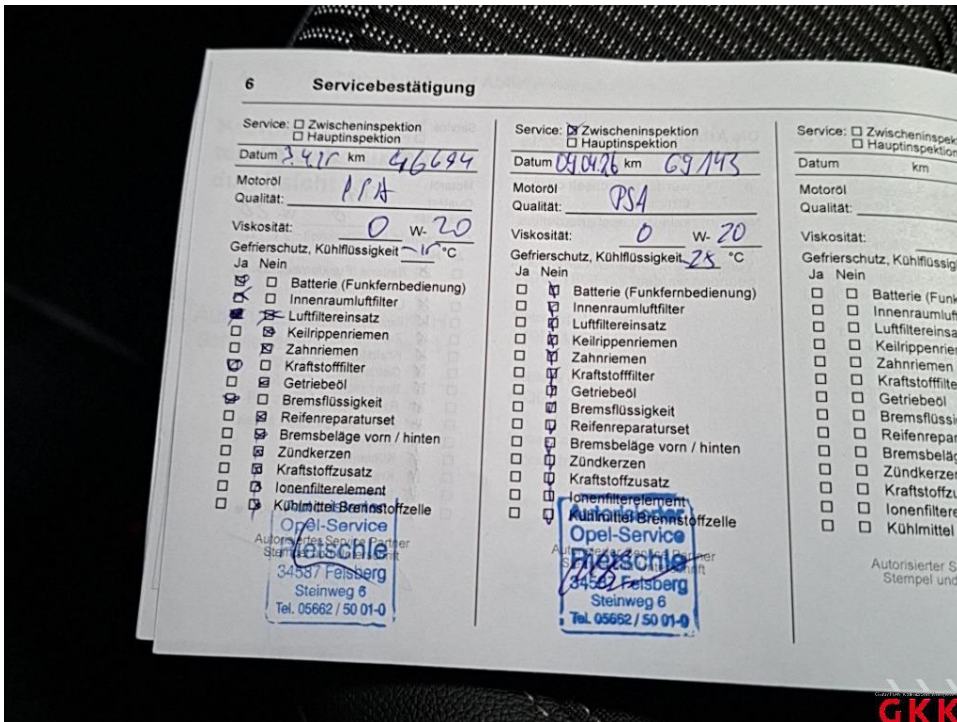 6 Servicebestätigung
Service: Zwischeninspektion
Hauptinspektion
Datum km 46694
Motoröl
Qualität:
Viskosität: 0 W- 20
Gefrierschutz, Kühlflüssigkeit °C
Ja Nein
Batterie (Funkfernbedienung)
Innenraumluftfilter
Luftfiltereinsatz
Keilrippenriemen
Zahnriemen
Kraftstofffilter
Getriebeöl
Bremsflüssigkeit
Reifenreparaturset
Bremsbeläge vorn / hinten
Zündkerzen
Kraftstoffzusatz
Ionenfilterelement
Kühlmittel Brennstoffzelle
Opel-Service
Autorisiertes Service Partner
34587 Felsberg
Steinweg 6
Tel. 05662 / 50 01-0
Service: Zwischeninspektion
Hauptinspektion
Datum 09.04.26 km 69143
Motoröl
Qualität: PSA
Viskosität: 0 W- 20
Gefrierschutz, Kühlflüssigkeit °C
Ja Nein
Batterie (Funkfernbedienung)
Innenraumluftfilter
Luftfiltereinsatz
Keilrippenriemen
Zahnriemen
Kraftstofffilter
Getriebeöl
Bremsflüssigkeit
Reifenreparaturset
Bremsbeläge vorn / hinten
Zündkerzen
Kraftstoffzusatz
Ionenfilterelement
Kühlmittel Brennstoffzelle
Autorisierter
Opel-Service
34587 Felsberg
Steinweg 6
Tel. 05662 / 50 01-0
Service: Zwischeninspek
Hauptinspektion
Datum km
Motoröl
Qualität:
Viskosität:
Gefrierschutz, Kühlflüssig
Ja Nein
Batterie (Funk
Innenraumluft
Luftfiltereinsa
Keilrippenrie
Zahnriemen
Kraftstofffilte
Getriebeöl
Bremsflüssi
Reifenrepar
Bremsbeläg
Zündkerzen
Kraftstoffzu
Ionenfiltere
Kühlmittel
Autorisierter S
Stempel und
GKK